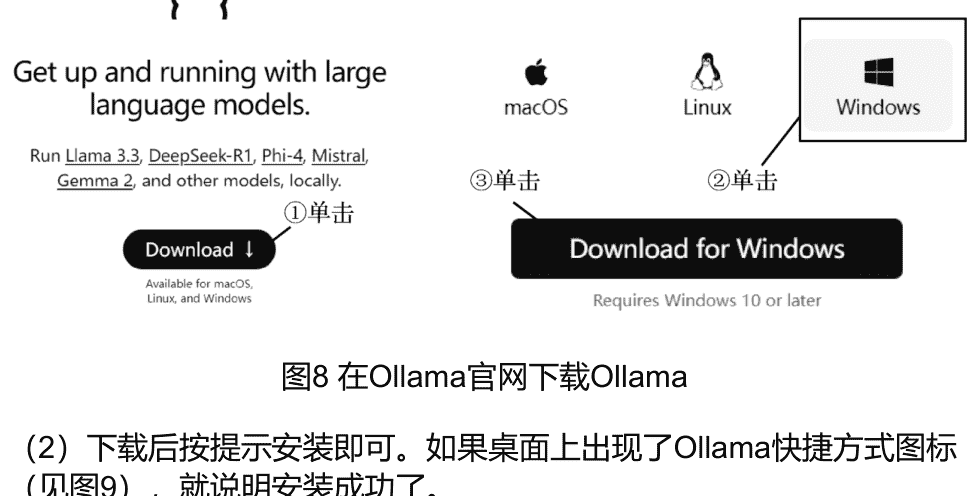 Get up and running with large
language models.
Run Llama 3.3, DeepSeek-R1, Phi-4, Mistral,
Gemma 2, and other models, locally.
①单击
Download ↓
Available for macOS,
Linux, and Windows
macOS
Linux
Windows
③单击
②单击
Download for Windows
Requires Windows 10 or later
图8 在Ollama官网下载Ollama
（2）下载后按提示安装即可。如果桌面上出现了Ollama快捷方式图标
（见图9），就说明安装成功了。